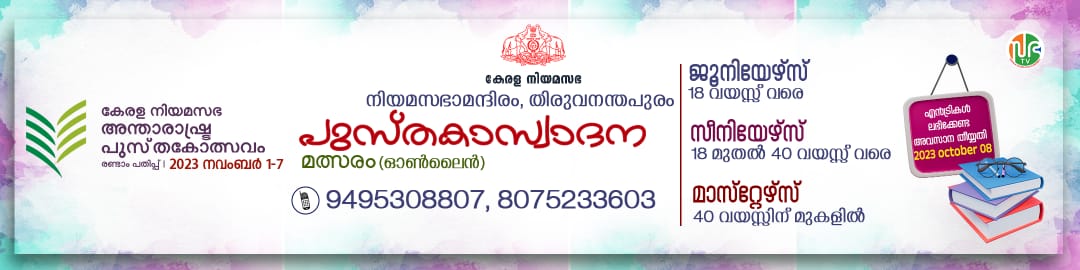 കേരള നിയമസഭ
അന്താരാഷ്ട്ര
പുസ്തകോത്സവം
രണ്ടാം പതിപ്പ് | 2023 നവംബർ 1-7
കേരള നിയമസഭ
നിയമസഭാമന്ദിരം, തിരുവനന്തപുരം
പുസ്തകാസ്വാദന
മത്സരം (ഓൺലൈൻ)
9495308807, 8075233603
ജൂനിയേഴ്സ്
18 വയസ്സ് വരെ
സീനിയേഴ്സ്
18 മുതൽ 40 വയസ്സ് വരെ
മാസ്റ്റേഴ്സ്
40 വയസ്സിന് മുകളിൽ
എൻട്രികൾ
ലഭിക്കേണ്ട
അവസാന തീയ്യതി
2023 october 08
TV